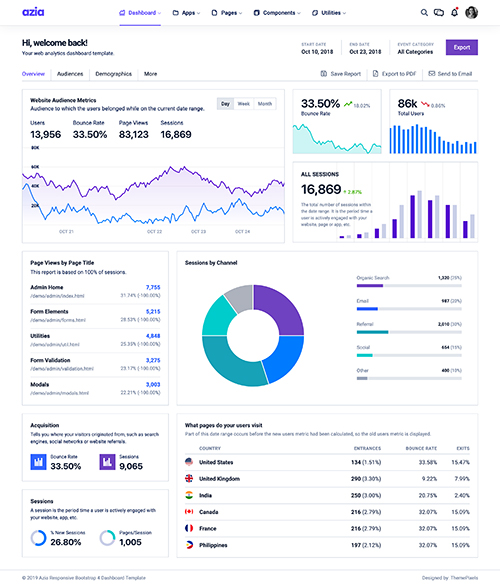 azia
Dashboard
Apps
Pages
Components
Utilities
Hi, welcome back!
Your web analytics dashboard template.
START DATE
Oct 10, 2018
END DATE
Oct 23, 2018
EVENT CATEGORY
All Categories
Export
Overview
Audiences
Demographics
More
Save Report
Export to PDF
Send to Email
Website Audience Metrics
Audience to which the users belonged while on the current date range.
Day
Week
Month
Users
13,956
Bounce Rate
33.50%
Page Views
83,123
Sessions
16,869
80K
60K
40K
20K
OCT 21
OCT 22
OCT 23
OCT 24
33.50%
18.02%
Bounce Rate
86k
0.86%
Total Users
ALL SESSIONS
16,869
2.87%
The total number of sessions
within the date range. It is the period time a
user is actively engaged with your
website, page or app, etc.
Page Views by Page Title
This report is based on 100% of sessions.
Admin Home
7,755
/demo/admin/index.html
31.74% (-100.00%)
Form Elements
5,215
/demo/admin/forms.html
28.53% (-100.00%)
Utilities
4,848
/demo/admin/util.html
25.35% (-100.00%)
Form Validation
3,275
/demo/admin/validation.html
23.17% (-100.00%)
Modals
3,003
/demo/admin/modals.html
22.21% (-100.00%)
Sessions by Channel
Organic Search
1,320 (25%)
Email
987 (20%)
Referral
2,010 (30%)
Social
654 (15%)
Other
400 (10%)
Acquisition
Tells you where your visitors originated from, such as search
engines, social networks or website referrals.
Bounce Rate
33.50%
Sessions
9,065
Sessions
A session is the period time a user is actively engaged with
your website, app, etc.
% New Sessions
26.80%
Pages/Session
1,005
What pages do your users visit
Part of this date range occurs before the new users metric had been calculated, so the old users metric is displayed.
COUNTRY
ENTRANCES
BOUNCE RATE
EXITS
United States
134 (1.51%)
33.58%
15.47%
United Kingdom
290 (3.30%)
9.22%
7.99%
India
250 (3.00%)
20.75%
2.40%
Canada
216 (2.79%)
32.07%
15.09%
France
216 (2.79%)
32.07%
15.09%
Philippines
197 (2.12%)
32.07%
15.09%
© 2019 Azia Responsive Bootstrap 4 Dashboard Template
Designed by: ThemePixels